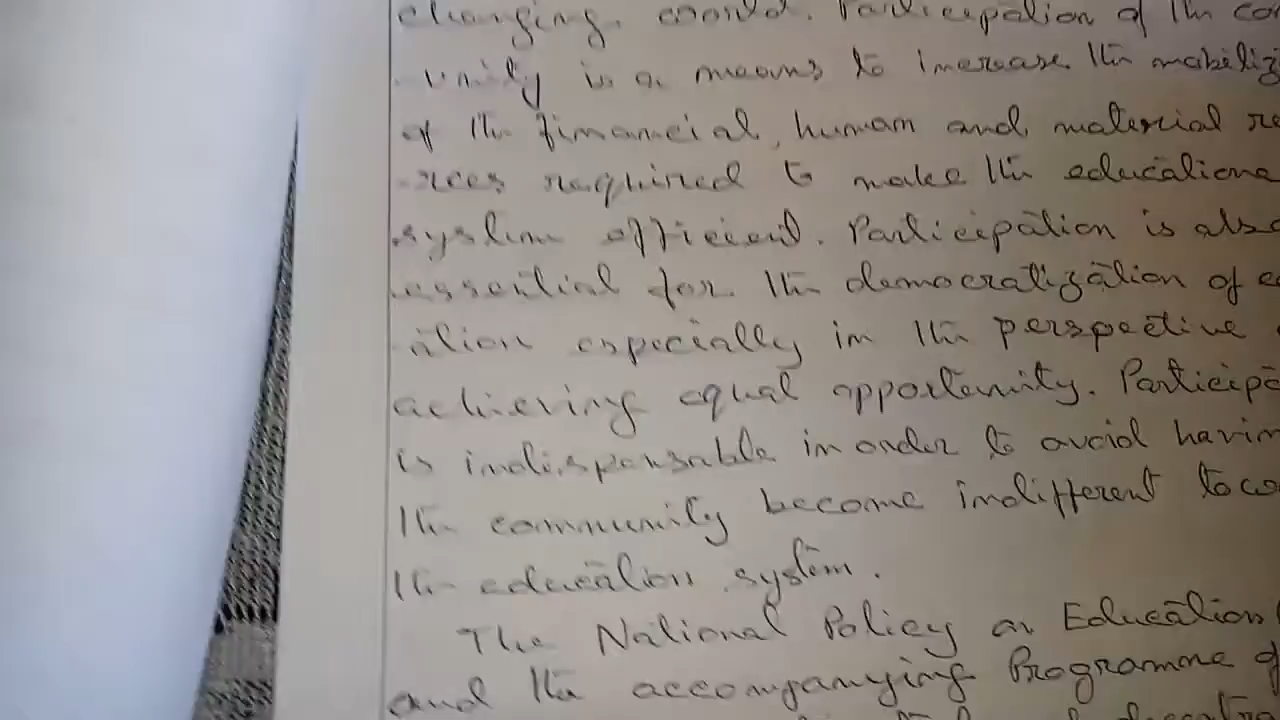 changing world. Participation of the co
unity is a means to increase the mobiliz
of the financial, human and material re
rces required to make the educationa
system efficient. Participation is also
essential for the democratization of e
ation especially in the perspective
achieving equal opportunity. Participa
is indispensable in order to avoid havin
the community become indifferent towa
the education system.
The National Policy on Education
and the accompanying Programme of